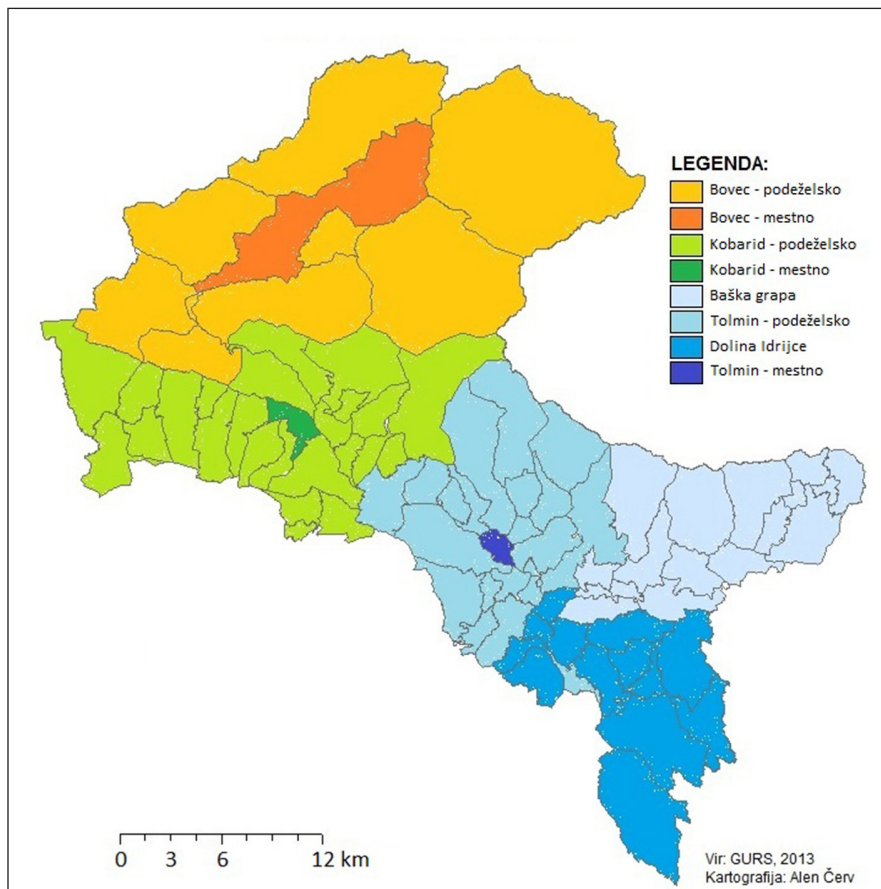 LEGENDA:
Bovec - podeželsko
Bovec - mestno
Kobarid - podeželsko
Kobarid - mestno
Baška grapa
Tolmin - podeželsko
Dolina Idrijce
Tolmin - mestno
0 3 6 12 km
Vir: GURS, 2013
Kartografija: Alen Červ